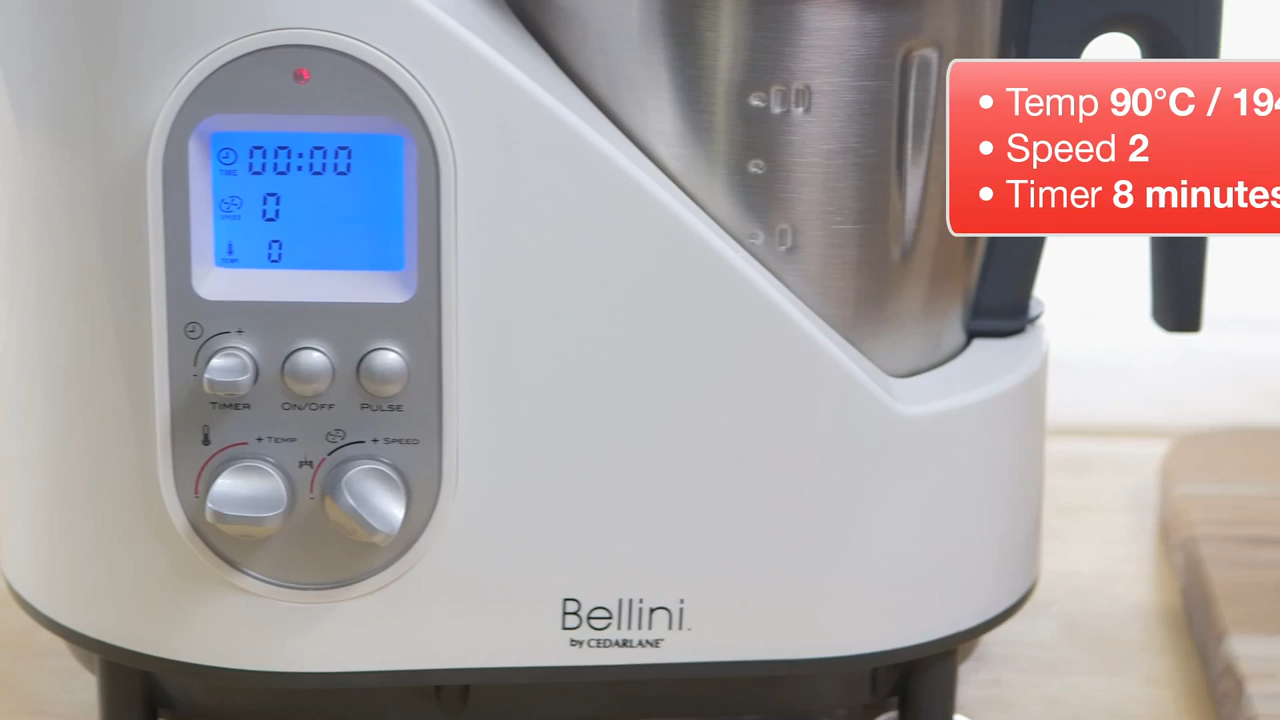 • Temp 90°C / 194
• Speed 2
• Timer 8 minutes
TIME 00:00
SPEED 0
TEMP. 0
+
-
TIMER ON/OFF PULSE
+ TEMP + SPEED
- -
Bellini.
by CEDARLANE